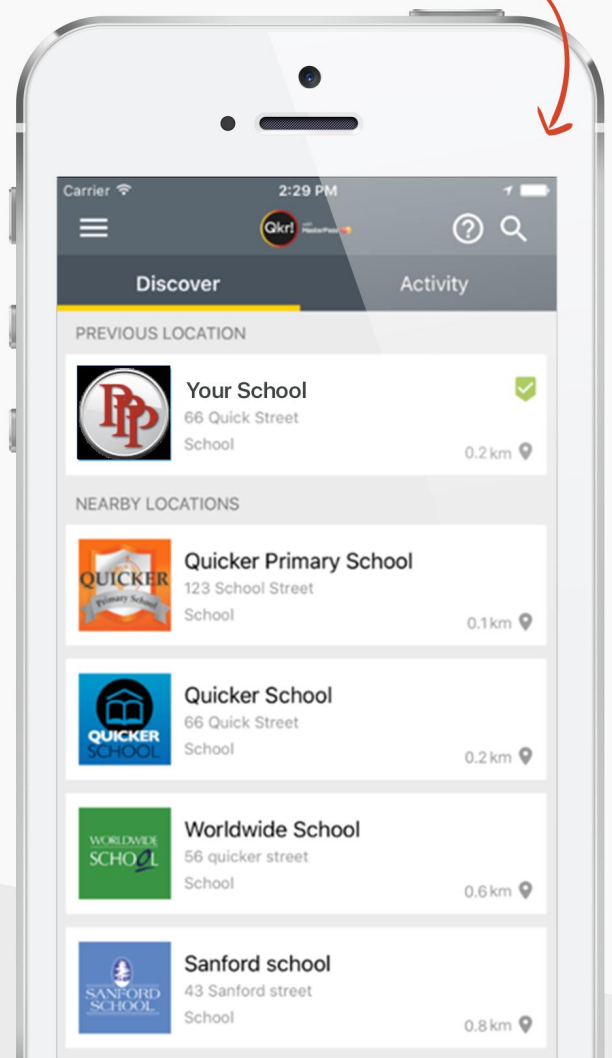 Carrier 2:29 PM
Qkr! with MasterPass
Discover Activity
PREVIOUS LOCATION
PPP
Your School
66 Quick Street
School
0.2 km
NEARBY LOCATIONS
QUICKER
Primary School
Quicker Primary School
123 School Street
School
0.1 km
QUICKER
SCHOOL
Quicker School
66 Quick Street
School
0.2 km
WORLDWIDE
SCHOOL
Worldwide School
56 quicker street
School
0.6 km
SANFORD
SCHOOL
Sanford school
43 Sanford street
School
0.8 km